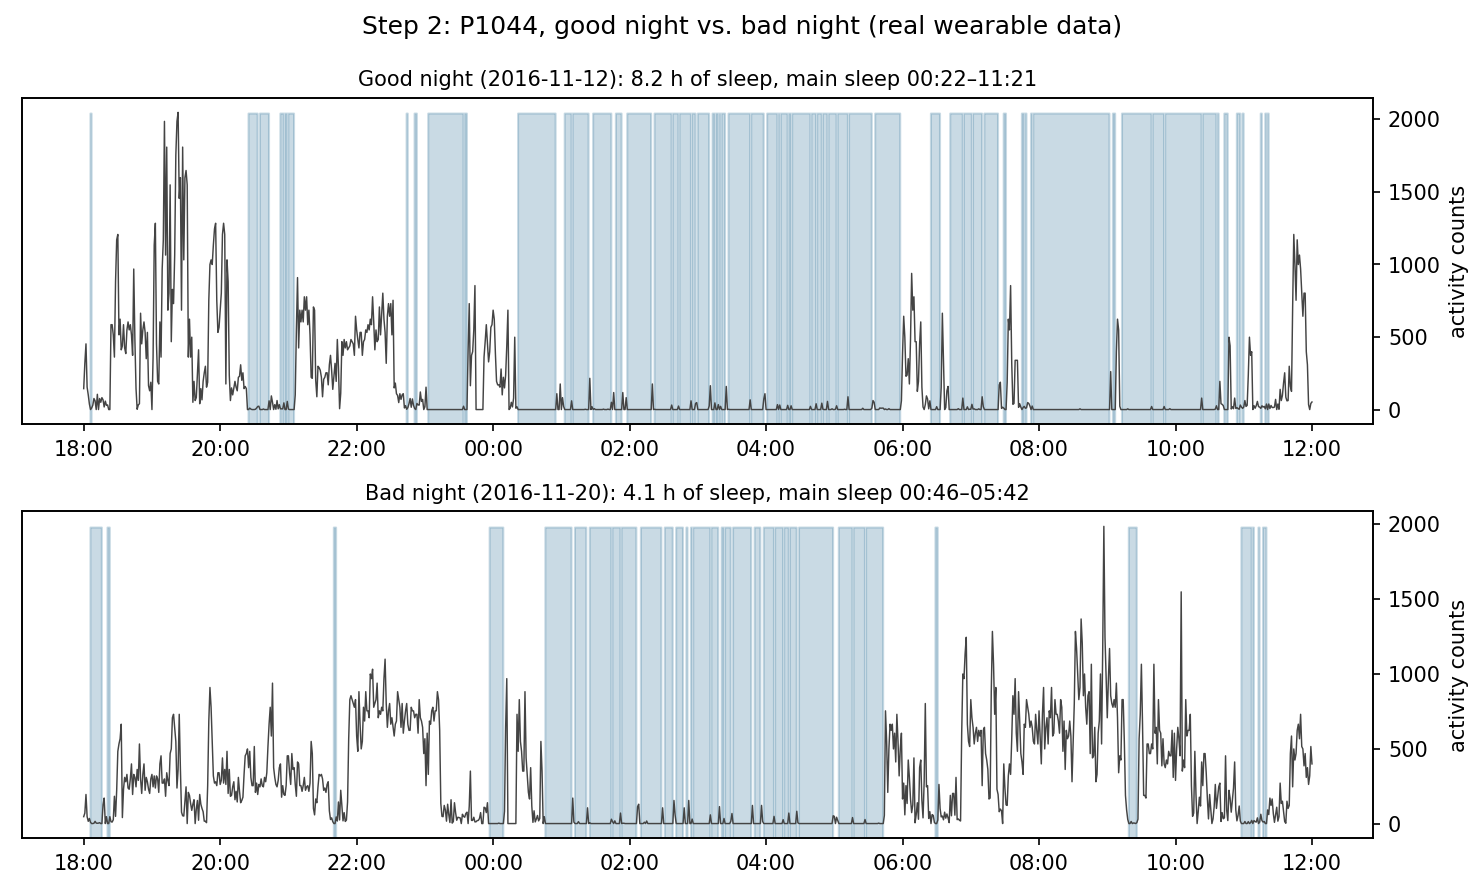 Step 2: P1044, good night vs. bad night (real wearable data)
Good night (2016-11-12): 8.2 h of sleep, main sleep 00:22–11:21
2000
1500
1000
500
0
activity counts
18:00 20:00 22:00 00:00 02:00 04:00 06:00 08:00 10:00 12:00
Bad night (2016-11-20): 4.1 h of sleep, main sleep 00:46–05:42
2000
1500
1000
500
0
activity counts
18:00 20:00 22:00 00:00 02:00 04:00 06:00 08:00 10:00 12:00